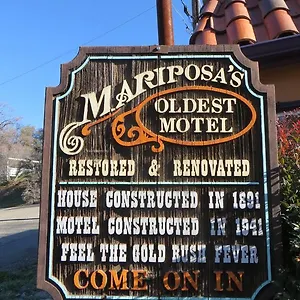 MARIPOSA'S
OLDEST
MOTEL
RESTORED & RENOVATED
HOUSE CONSTRUCTED IN 1891
MOTEL CONSTRUCTED IN 1941
FEEL THE GOLD RUSH FEVER
COME ON IN